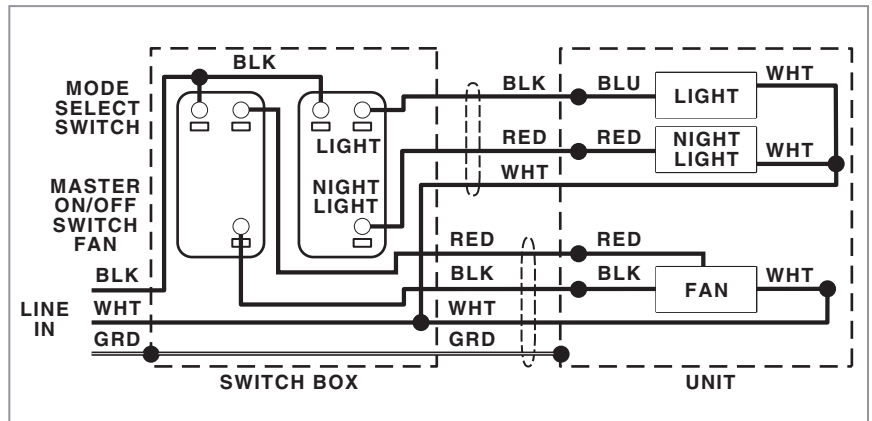 BLK
MODE
SELECT
SWITCH
MASTER
ON/OFF
SWITCH
FAN
LIGHT
NIGHT
LIGHT
BLK
BLU
LIGHT
WHT
RED
RED
NIGHT
LIGHT
WHT
WHT
RED
RED
BLK
BLK
FAN
WHT
LINE
IN
BLK
WHT
WHT
GRD
GRD
SWITCH BOX
UNIT